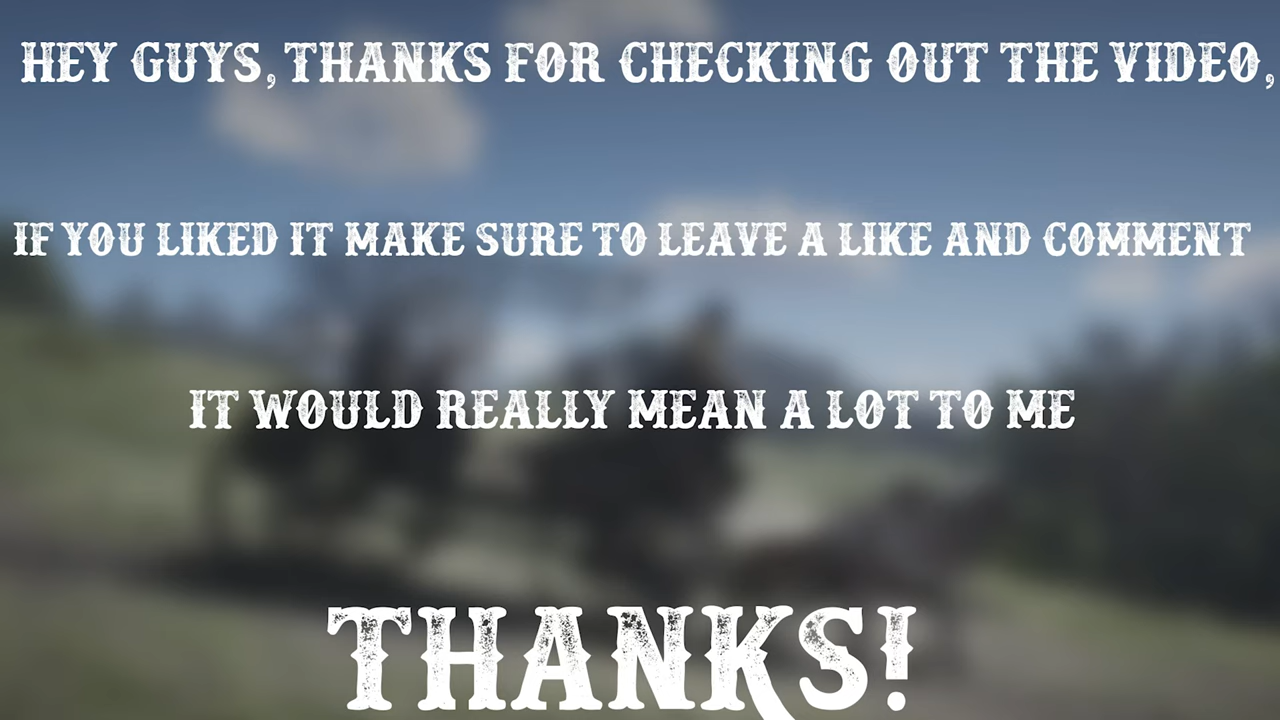 HEY GUYS, THANKS FOR CHECKING OUT THE VIDEO,
IF YOU LIKED IT MAKE SURE TO LEAVE A LIKE AND COMMENT
IT WOULD REALLY MEAN A LOT TO ME
THANKS!